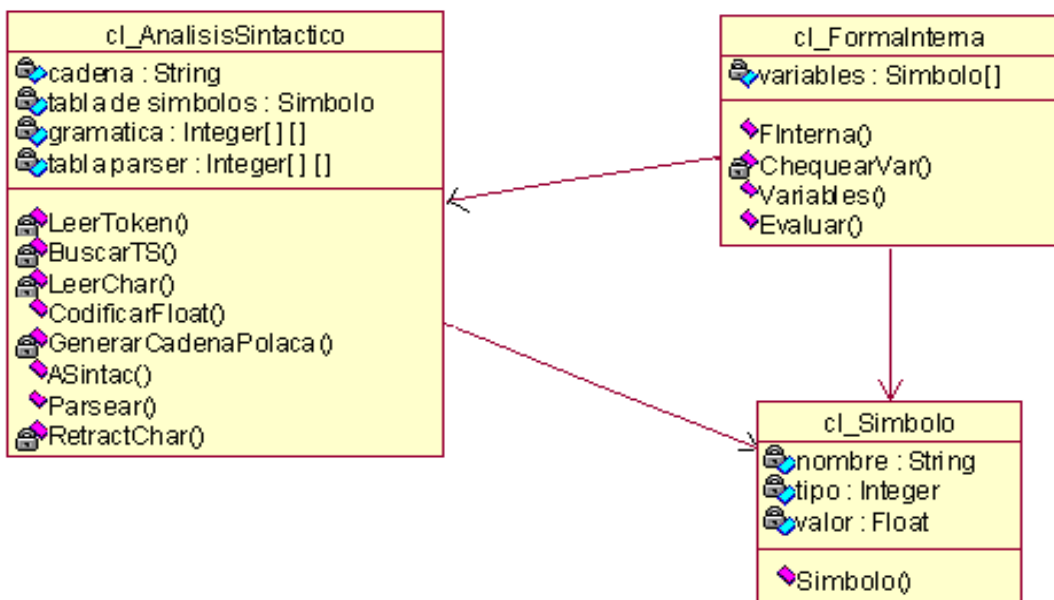 cl_AnalisisSintactico
cadena : String
tabla de simbolos : Simbolo
gramatica : Integer[ ] [ ]
tabla parser : Integer[ ] [ ]
LeerToken()
BuscarTS()
LeerChar()
CodificarFloat()
GenerarCadenaPolaca()
ASintac()
Parsear()
RetractChar()
cl_FormaInterna
variables : Simbolo[ ]
FInterna()
ChequearVar()
Variables()
Evaluar()
cl_Simbolo
nombre : String
tipo : Integer
valor : Float
Simbolo()